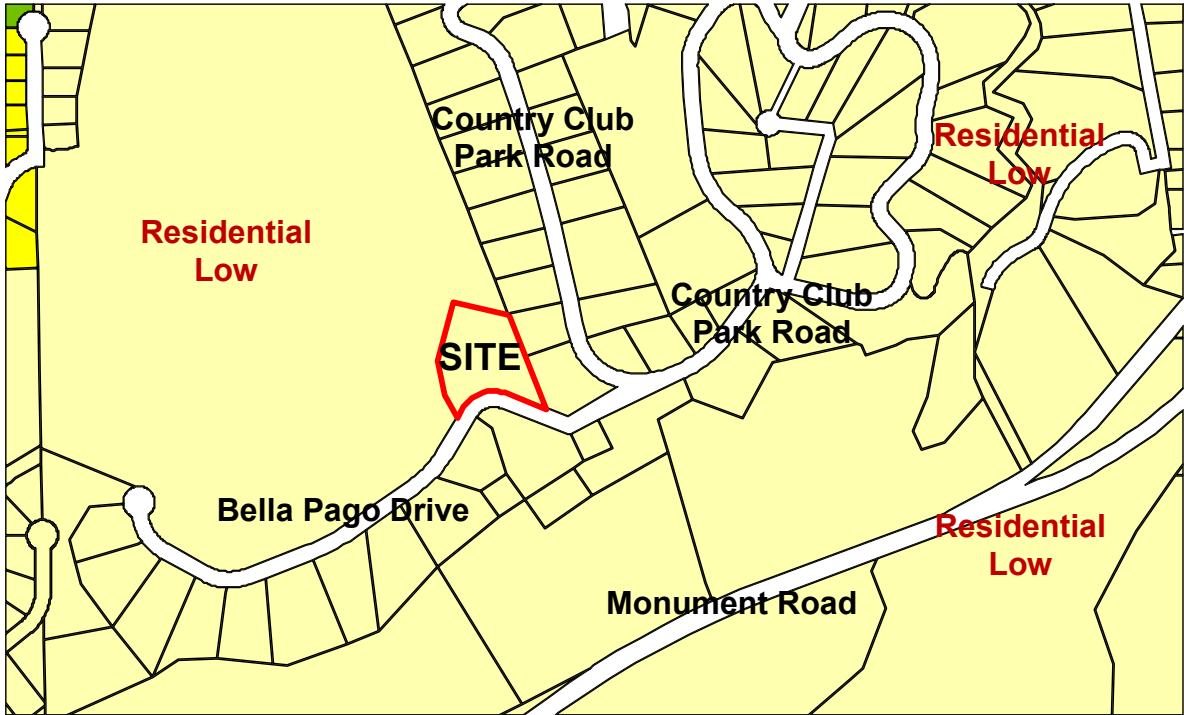 Country Club
Park Road
Residential
Low
Residential
Low
Country Club
Park Road
SITE
Bella Pago Drive
Residential
Low
Monument Road